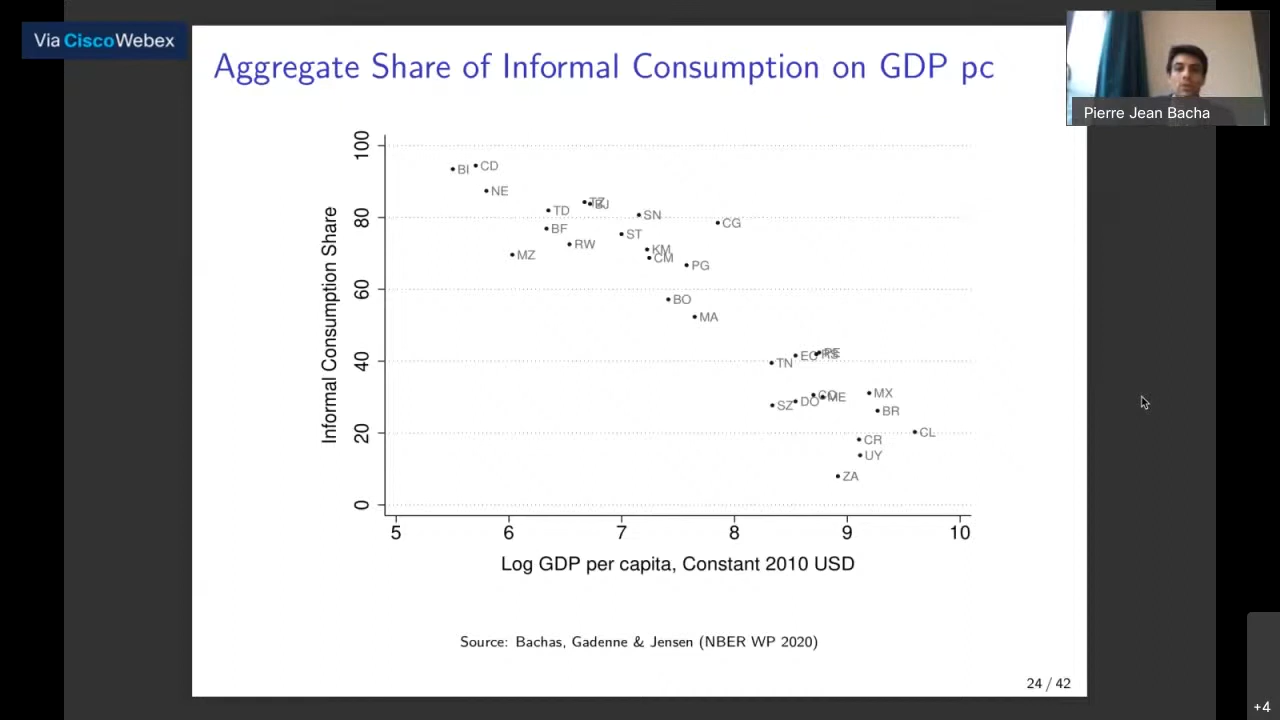 Via CiscoWebex
Aggregate Share of Informal Consumption on GDP pc
Pierre Jean Bacha
Informal Consumption Share
100
80
60
40
20
0
BI
CD
NE
TD
TZ
BJ
SN
CG
BF
ST
RW
MZ
KM
CM
PG
BO
MA
TN
EC
PE
SZ
DO
CO
ME
MX
BR
CL
CR
UY
ZA
5 6 7 8 9 10
Log GDP per capita, Constant 2010 USD
Source: Bachas, Gadenne & Jensen (NBER WP 2020)
24 / 42
+4